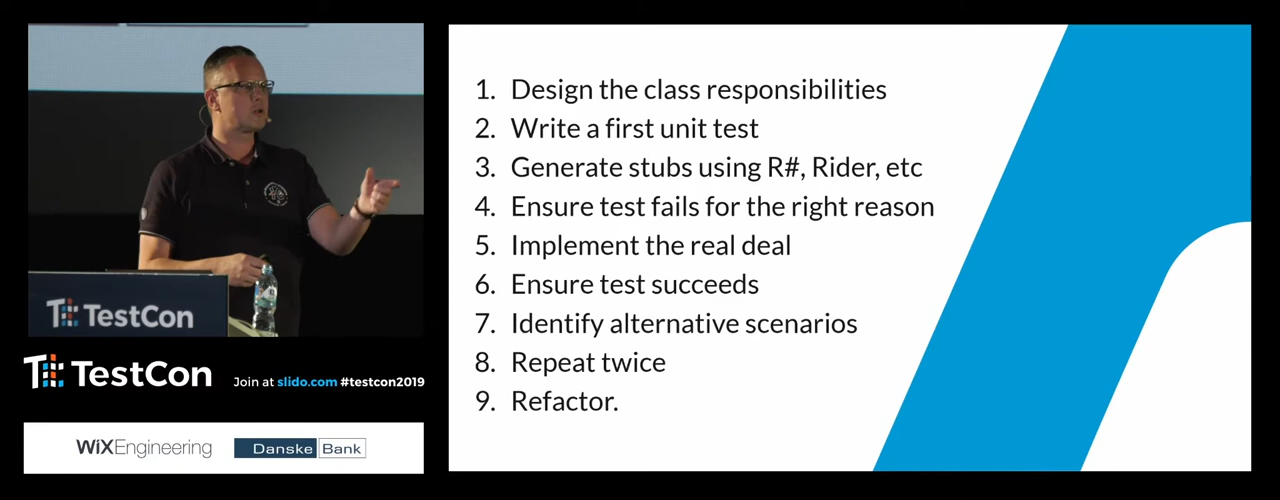 TestCon
TestCon
Join at slido.com #testcon2019
WiXEngineering
Danske Bank
1. Design the class responsibilities
2. Write a first unit test
3. Generate stubs using R#, Rider, etc
4. Ensure test fails for the right reason
5. Implement the real deal
6. Ensure test succeeds
7. Identify alternative scenarios
8. Repeat twice
9. Refactor.